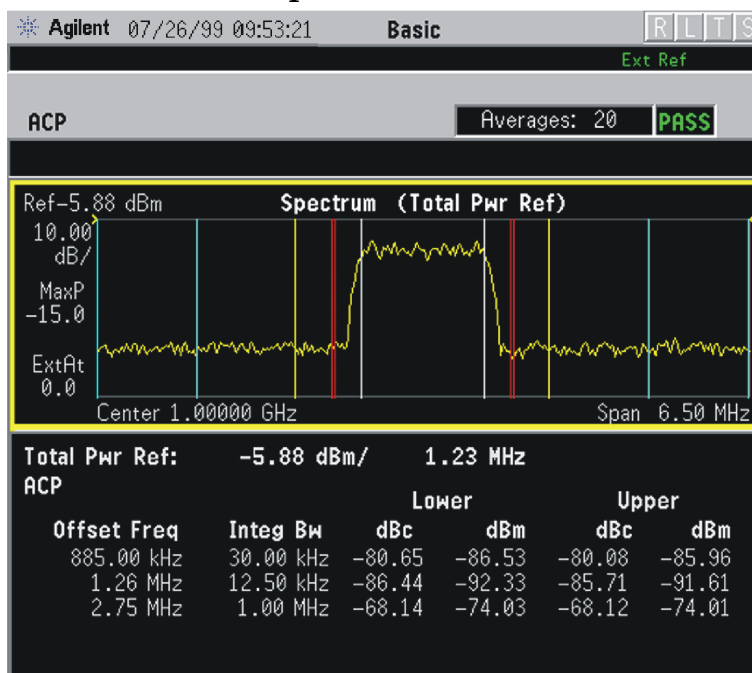 Agilent 07/26/99 09:53:21 Basic R L T S
Ext Ref
ACP Averages: 20 PASS
Ref-5.88 dBm Spectrum (Total Pwr Ref)
10.00
dB/
MaxP
-15.0
ExtAt
0.0
Center 1.00000 GHz Span 6.50 MHz
Total Pwr Ref: -5.88 dBm/ 1.23 MHz
ACP
Lower Upper
Offset Freq Integ Bw dBc dBm dBc dBm
885.00 kHz 30.00 kHz -80.65 -86.53 -80.08 -85.96
1.26 MHz 12.50 kHz -86.44 -92.33 -85.71 -91.61
2.75 MHz 1.00 MHz -68.14 -74.03 -68.12 -74.01